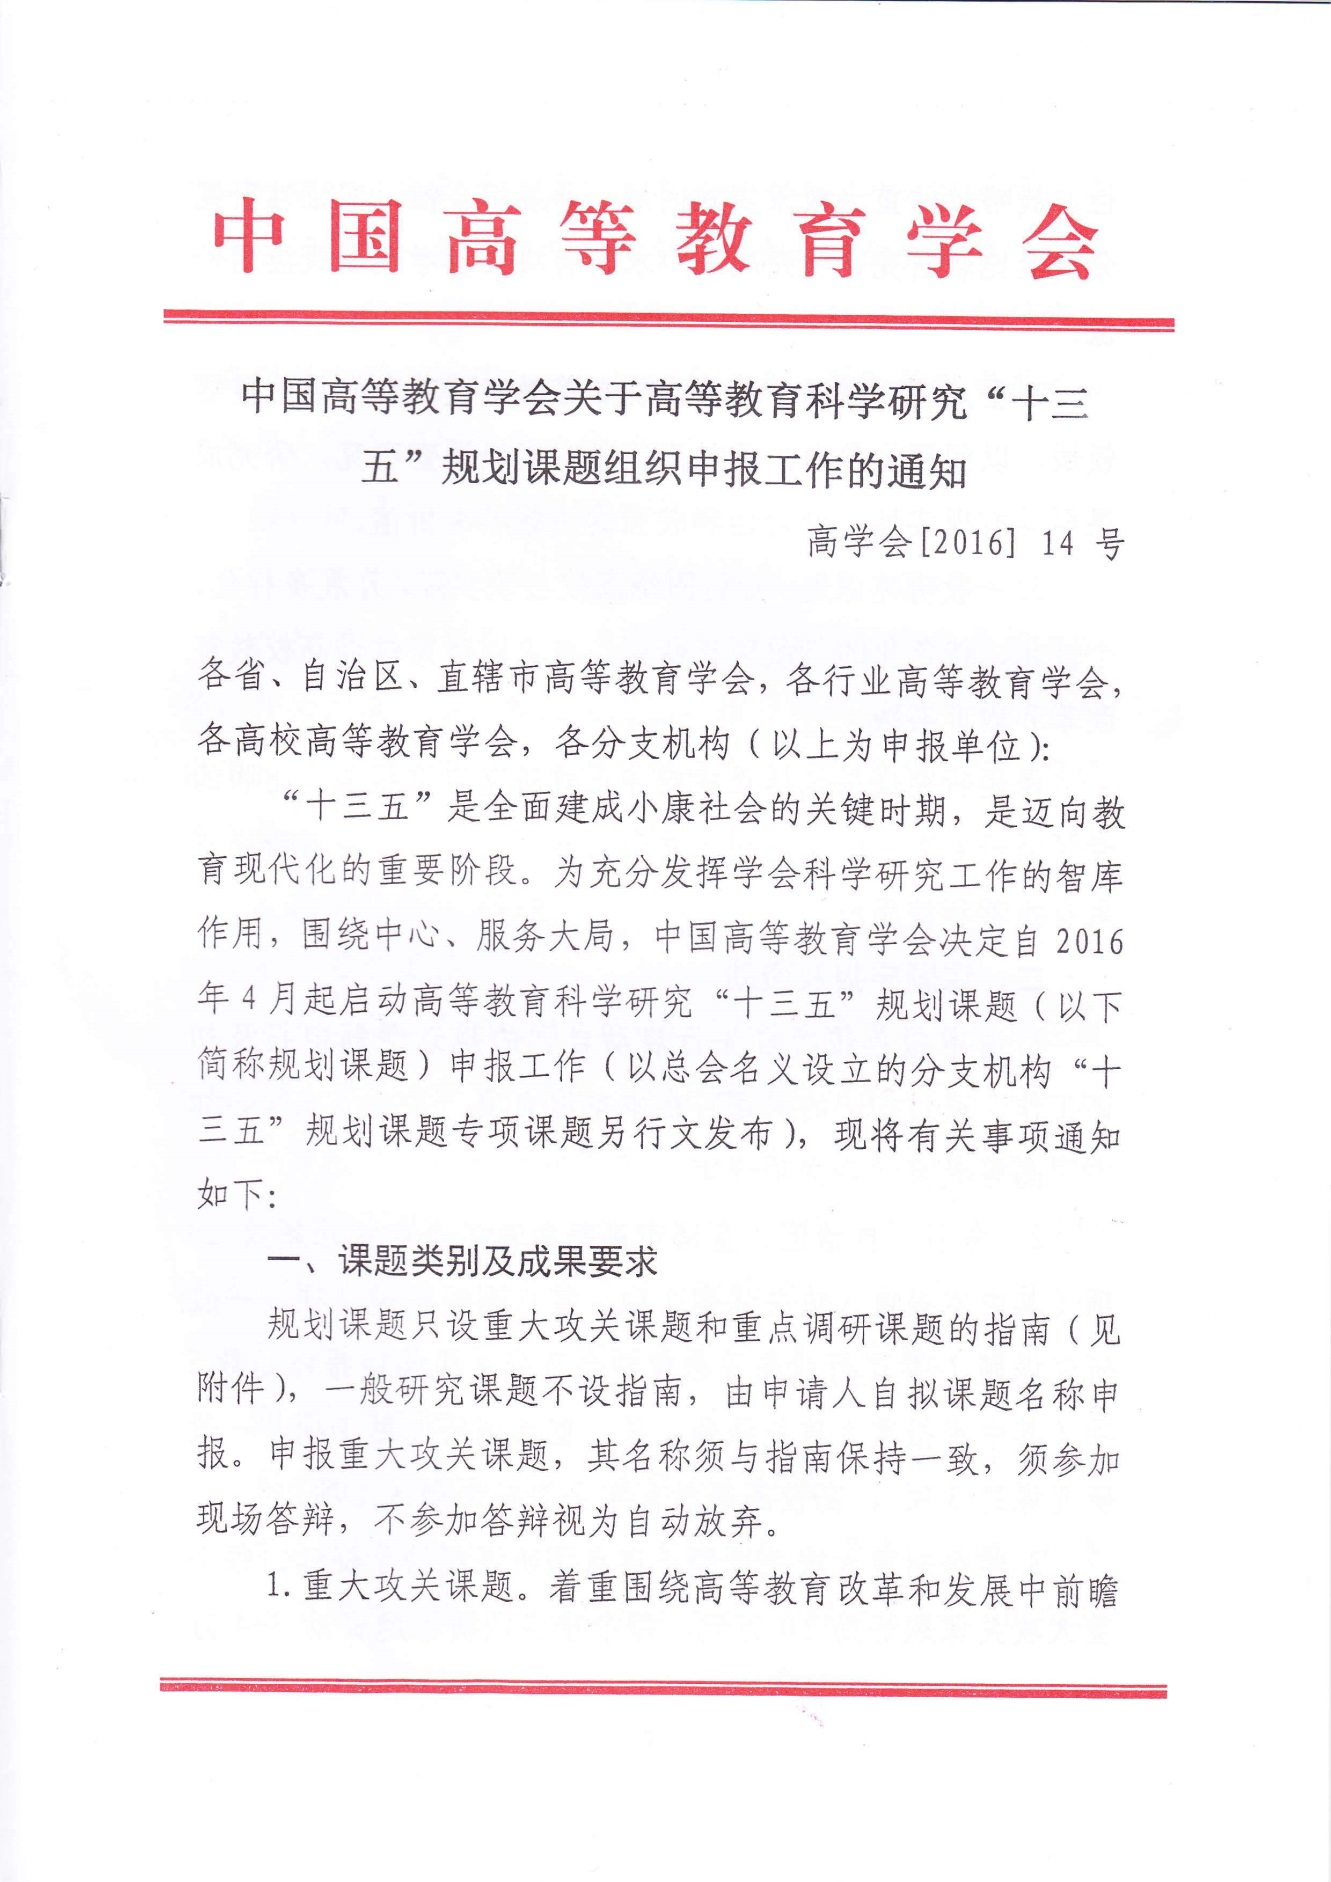 中国高等教育学会
中国高等教育学会关于高等教育科学研究“十三
五”规划课题组织申报工作的通知
高学会[2016] 14 号
各省、自治区、直辖市高等教育学会，各行业高等教育学会，
各高校高等教育学会，各分支机构（以上为申报单位）：
“十三五”是全面建成小康社会的关键时期，是迈向教
育现代化的重要阶段。为充分发挥学会科学研究工作的智库
作用，围绕中心、服务大局，中国高等教育学会决定自 2016
年 4 月起启动高等教育科学研究“十三五”规划课题（以下
简称规划课题）申报工作（以总会名义设立的分支机构“十
三五”规划课题专项课题另行文发布），现将有关事项通知
如下：
一、课题类别及成果要求
规划课题只设重大攻关课题和重点调研课题的指南（见
附件），一般研究课题不设指南，由申请人自拟课题名称申
报。申报重大攻关课题，其名称须与指南保持一致，须参加
现场答辩，不参加答辩视为自动放弃。
1.重大攻关课题。着重围绕高等教育改革和发展中前瞻